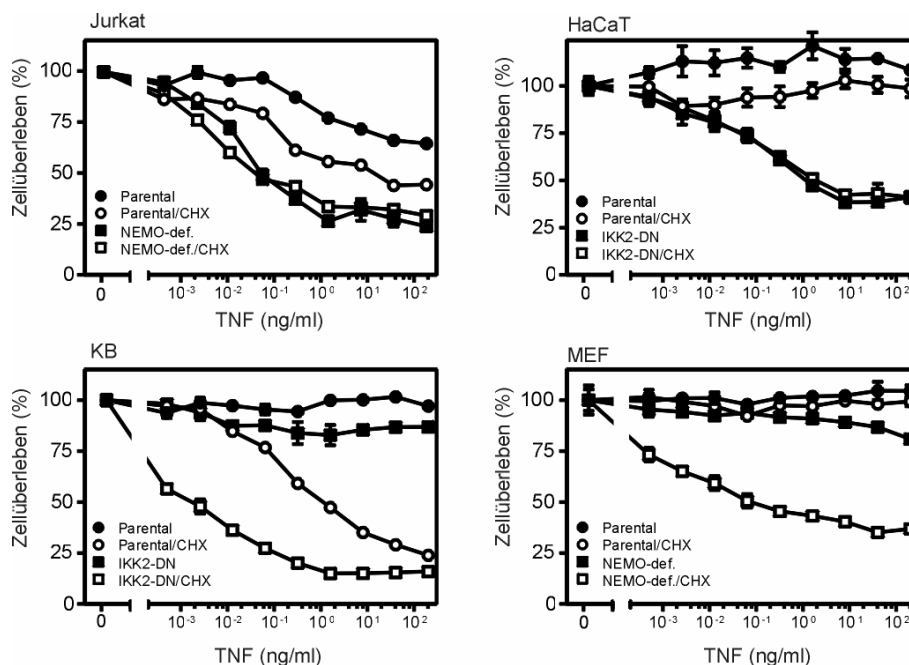 Jurkat
Zellüberleben (%)
100
75
50
25
0
Parental
Parental/CHX
NEMO-def.
NEMO-def./CHX
0 10⁻³ 10⁻² 10⁻¹ 10⁰ 10¹ 10²
TNF (ng/ml)
HaCaT
Zellüberleben (%)
100
75
50
25
0
Parental
Parental/CHX
IKK2-DN
IKK2-DN/CHX
0 10⁻³ 10⁻² 10⁻¹ 10⁰ 10¹ 10²
TNF (ng/ml)
KB
Zellüberleben (%)
100
75
50
25
0
Parental
Parental/CHX
IKK2-DN
IKK2-DN/CHX
0 10⁻³ 10⁻² 10⁻¹ 10⁰ 10¹ 10²
TNF (ng/ml)
MEF
Zellüberleben (%)
100
75
50
25
0
Parental
Parental/CHX
NEMO-def.
NEMO-def./CHX
0 10⁻³ 10⁻² 10⁻¹ 10⁰ 10¹ 10²
TNF (ng/ml)